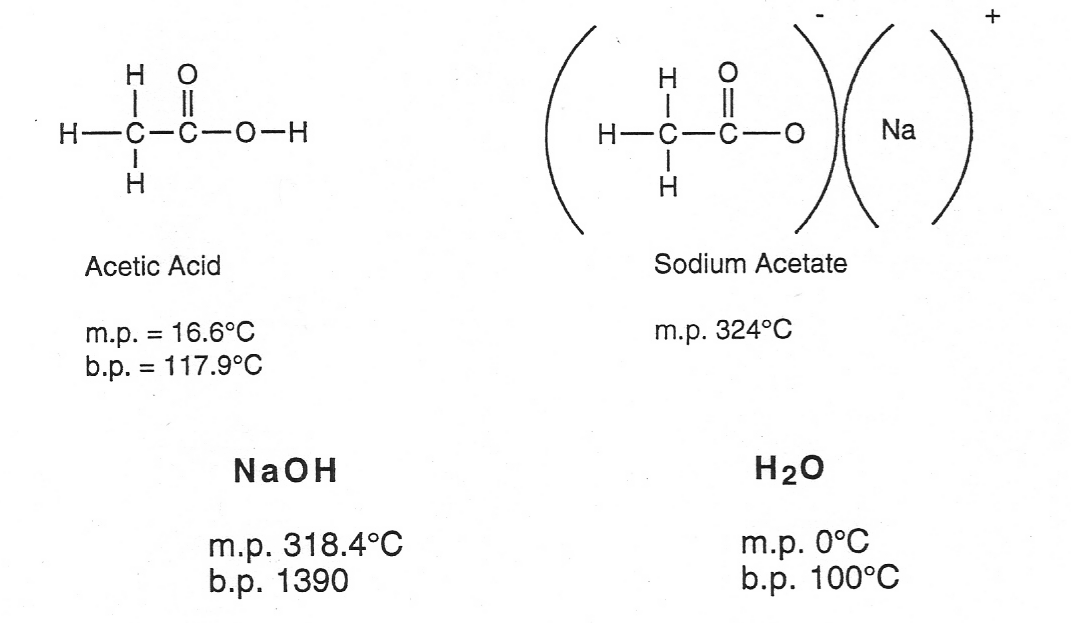 H O
H—C—C—O—H
H
Acetic Acid
m.p. = 16.6°C
b.p. = 117.9°C
- +
H O
H—C—C—O Na
H
Sodium Acetate
m.p. 324°C
NaOH
m.p. 318.4°C
b.p. 1390
H₂O
m.p. 0°C
b.p. 100°C